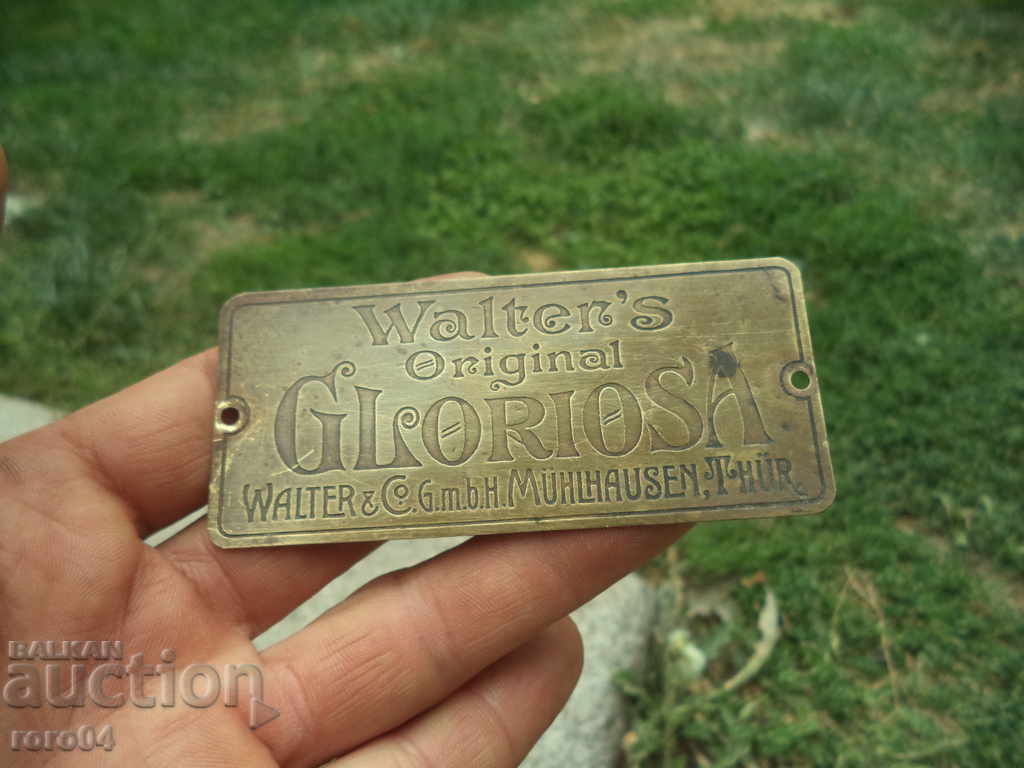 Walter's
Original
GLORIOSA
WALTER & Co. G.m.b.H. MÜHLHAUSEN, THÜR.
BALKAN
auction
roro04